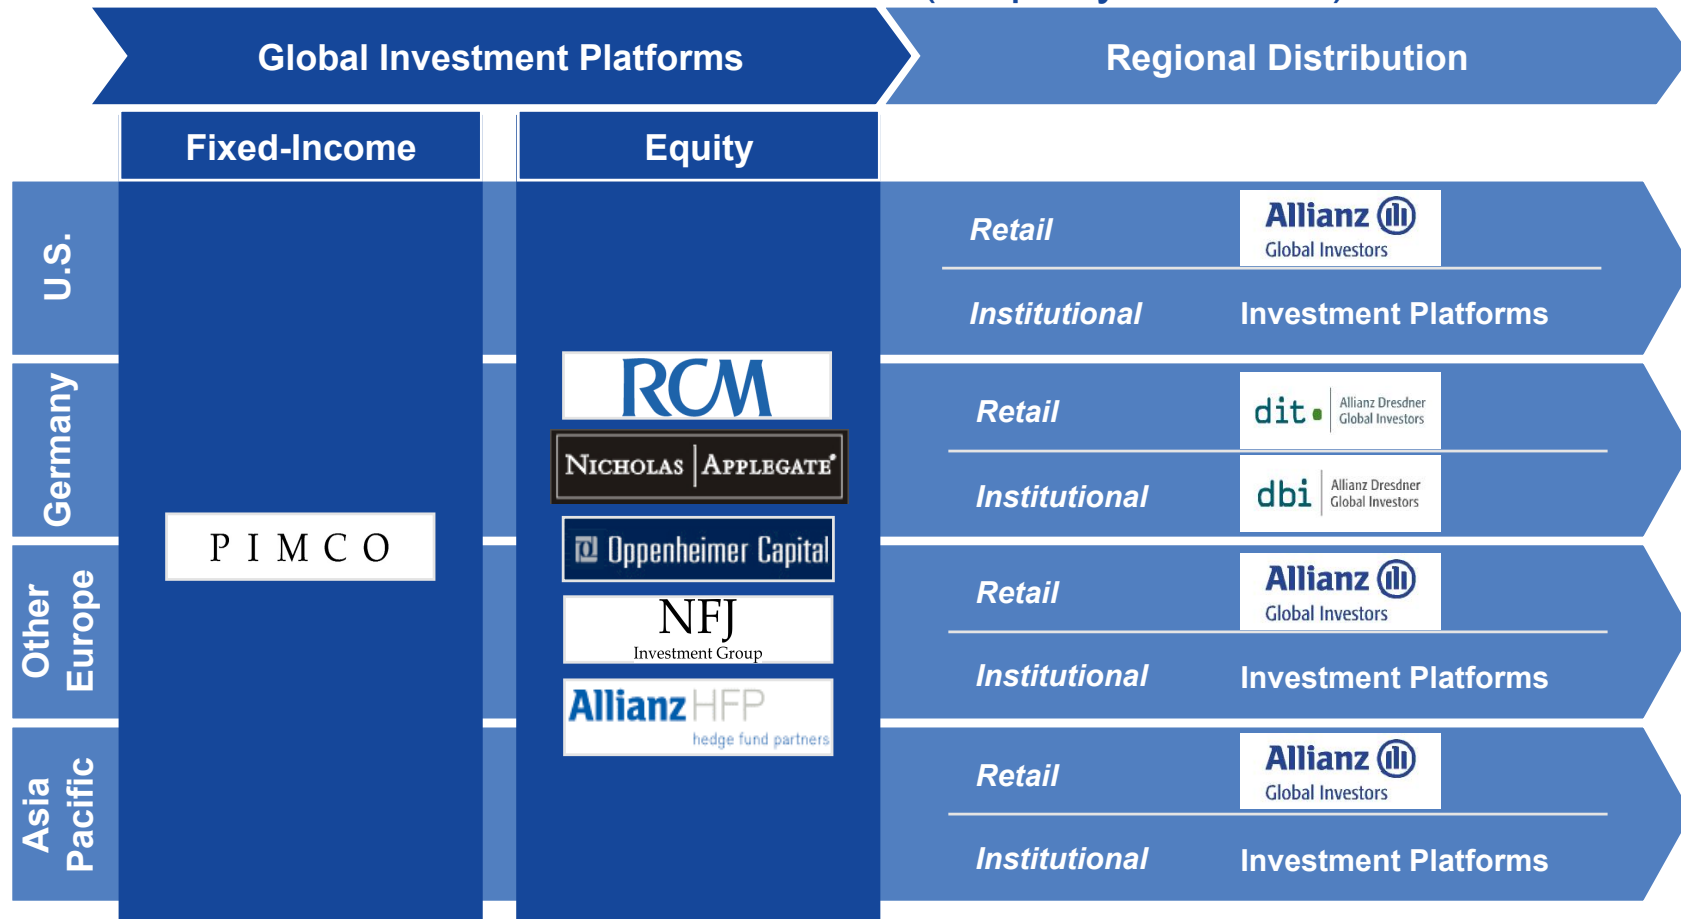 Global Investment Platforms
Regional Distribution
Fixed-Income
Equity
U.S.
Retail
Allianz
Global Investors
Institutional
Investment Platforms
Germany
Retail
dit
Allianz Dresdner
Global Investors
Institutional
dbi
Allianz Dresdner
Global Investors
Other
Europe
Retail
Allianz
Global Investors
Institutional
Investment Platforms
Asia
Pacific
Retail
Allianz
Global Investors
Institutional
Investment Platforms
PIMCO
RCM
NICHOLAS | APPLEGATE®
Oppenheimer Capital
NFJ
Investment Group
Allianz HFP
hedge fund partners